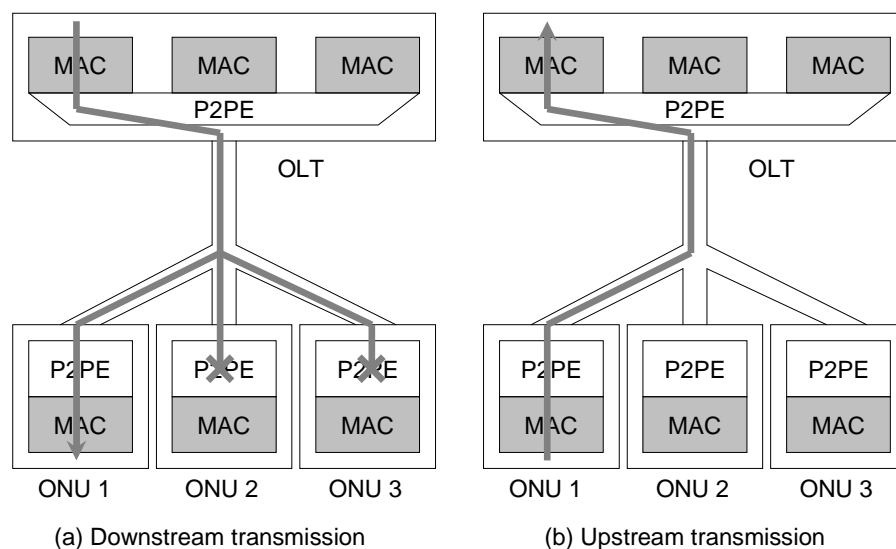 MAC MAC MAC
P2PE
OLT
P2PE P2PE P2PE
MAC MAC MAC
ONU 1 ONU 2 ONU 3
(a) Downstream transmission
MAC MAC MAC
P2PE
OLT
P2PE P2PE P2PE
MAC MAC MAC
ONU 1 ONU 2 ONU 3
(b) Upstream transmission